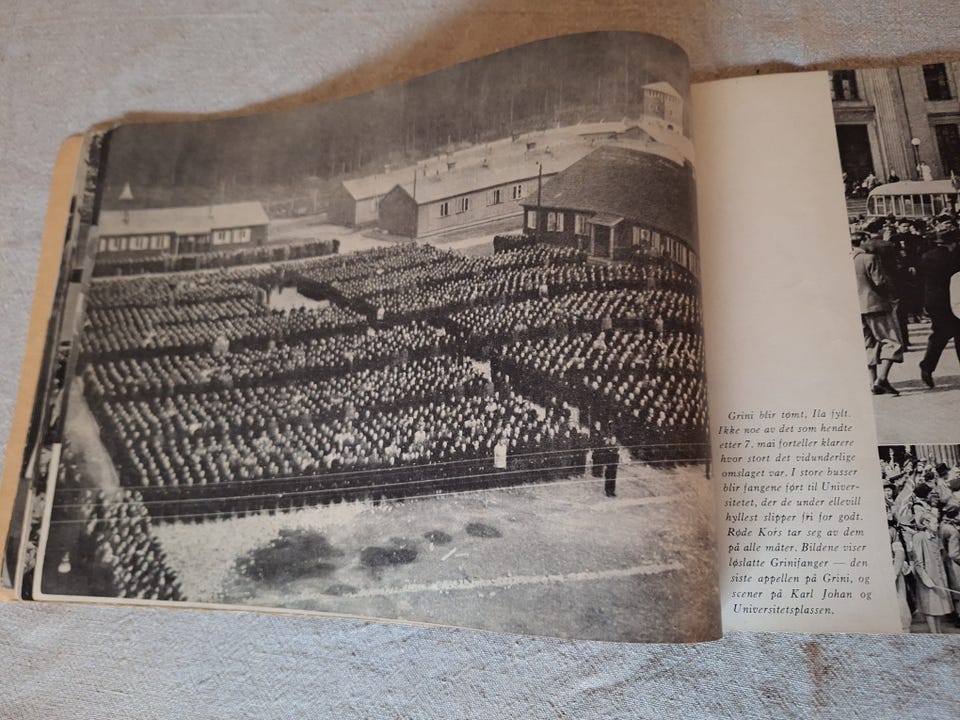 Grini blir tømt, Ila fylt.
Ikke noe av det som hendte
etter 7. mai forteller klarere
hvor stort det vidunderlige
omslaget var. I store busser
blir fangene ført til Univer-
sitetet, der de under ellevill
hyllest slipper fri for godt.
Røde Kors tar seg av dem
på alle måter. Bildene viser
løslatte Grinifanger — den
siste appellen på Grini, og
scener på Karl Johan og
Universitetsplassen.